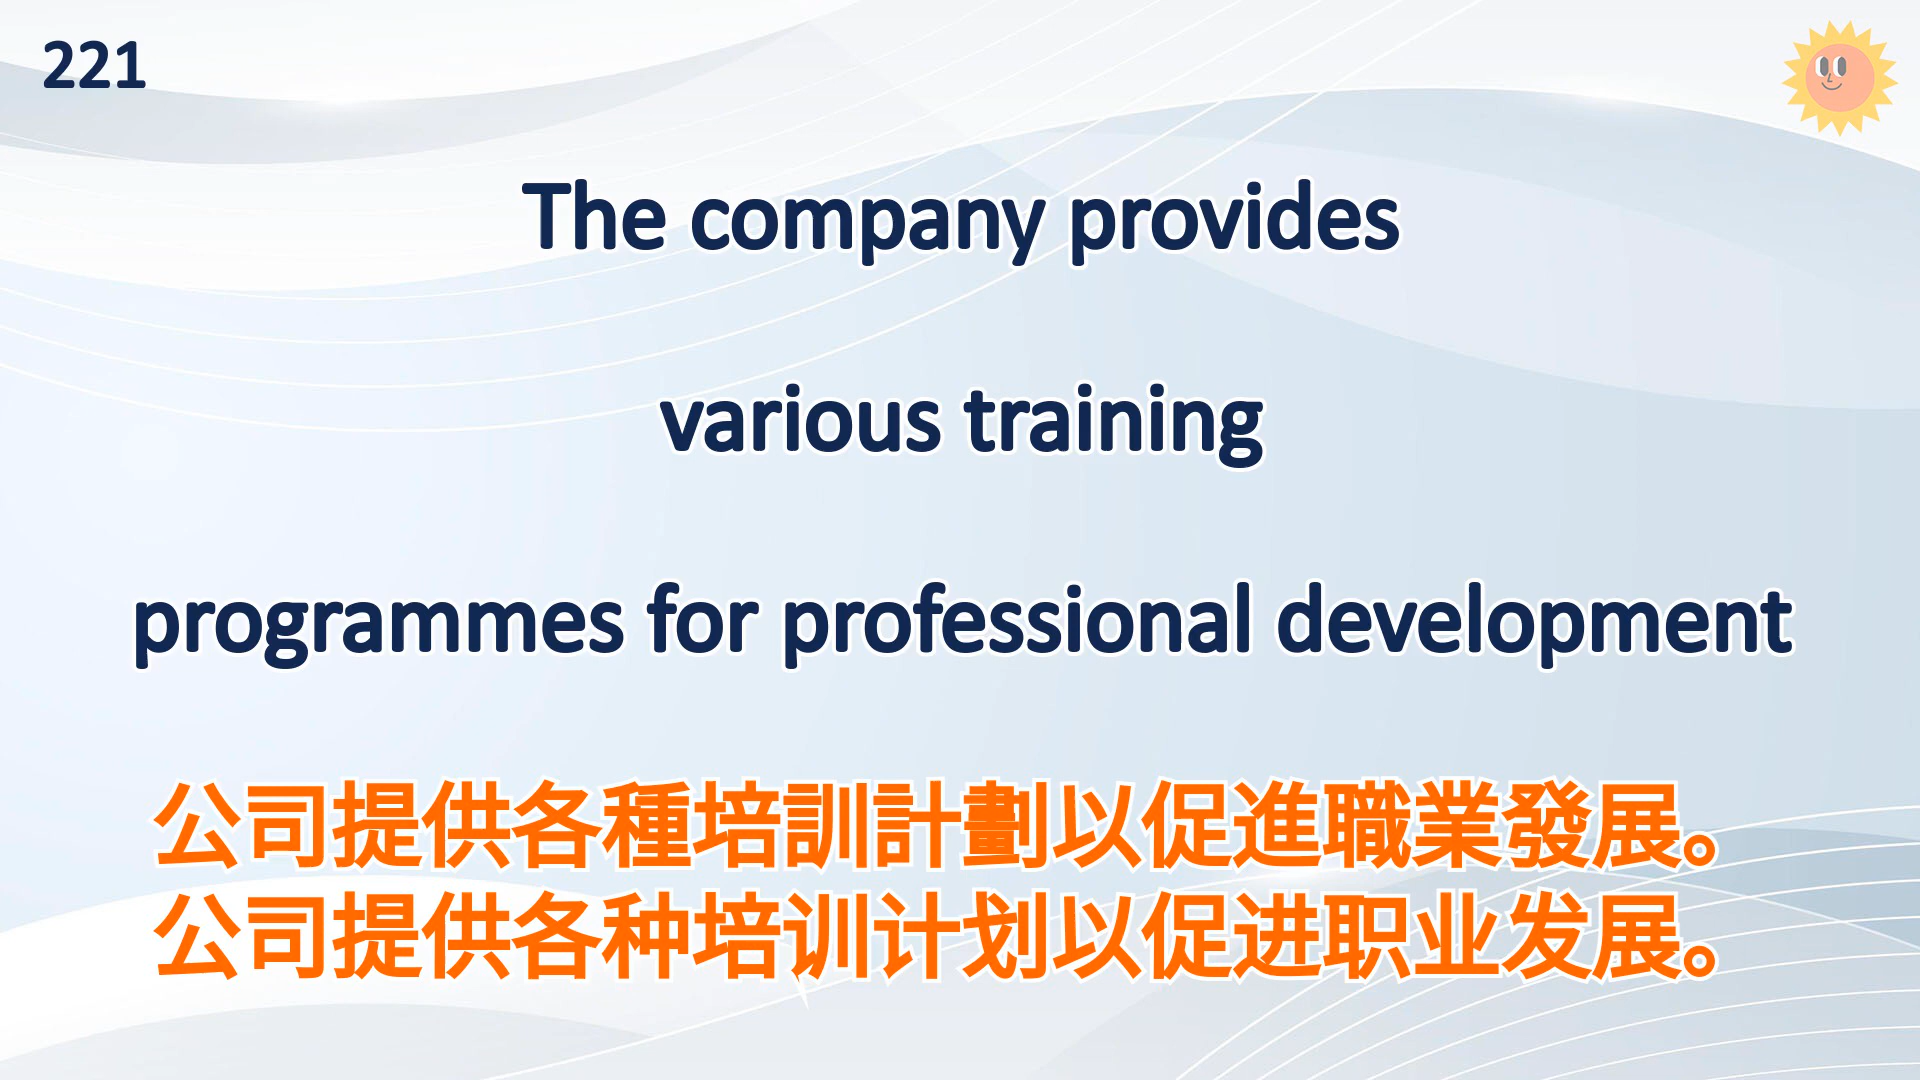 221
The company provides
various training
programmes for professional development
公司提供各種培訓計劃以促進職業發展。
公司提供各种培训计划以促进职业发展。